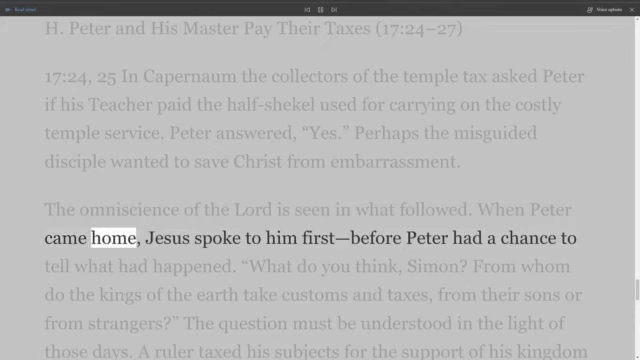 Read aloud
Voice options
H. Peter and His Master Pay Their Taxes (17:24–27)
17:24, 25 In Capernaum the collectors of the temple tax asked Peter
if his Teacher paid the half-shekel used for carrying on the costly
temple service. Peter answered, “Yes.” Perhaps the misguided
disciple wanted to save Christ from embarrassment.
The omniscience of the Lord is seen in what followed. When Peter
came home, Jesus spoke to him first—before Peter had a chance to
tell what had happened. “What do you think, Simon? From whom
do the kings of the earth take customs and taxes, from their sons or
from strangers?” The question must be understood in the light of
those days. A ruler taxed his subjects for the support of his kingdom